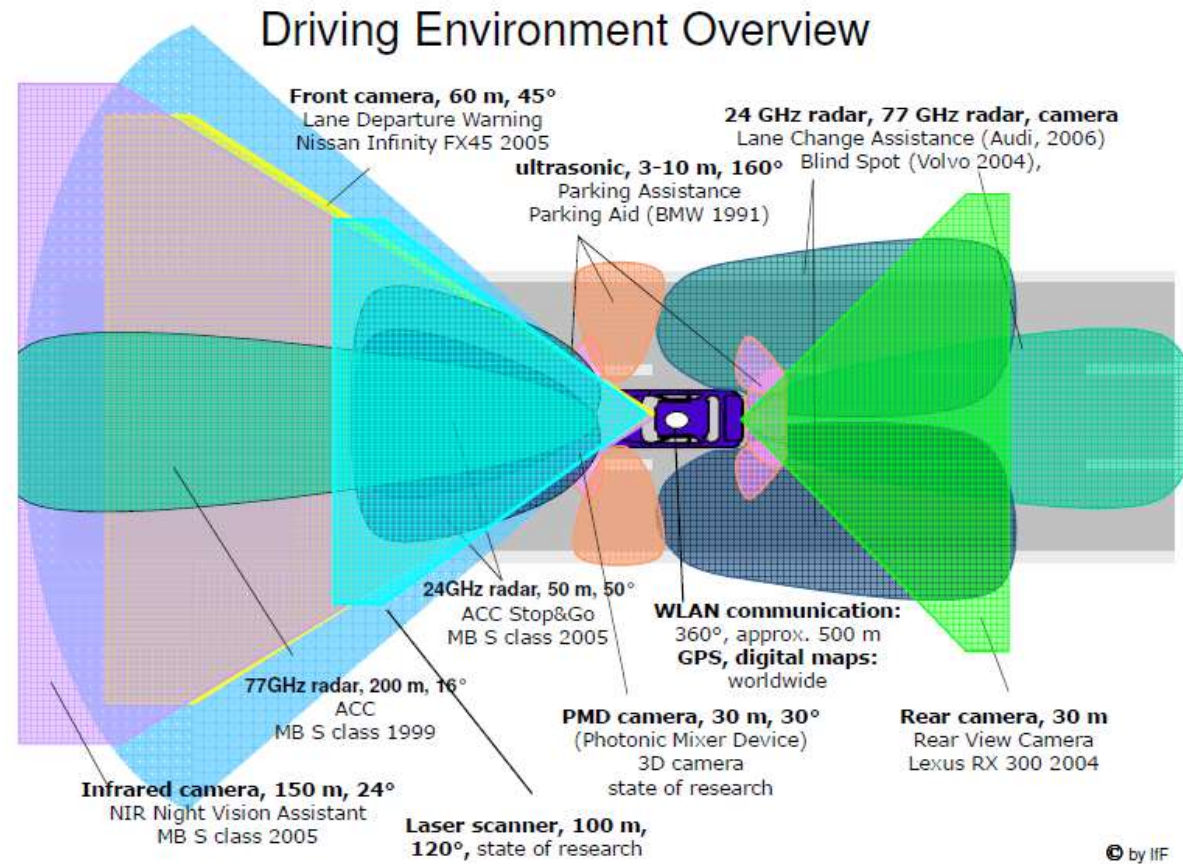 Driving Environment Overview
Front camera, 60 m, 45°
Lane Departure Warning
Nissan Infinity FX45 2005
24 GHz radar, 77 GHz radar, camera
Lane Change Assistance (Audi, 2006)
Blind Spot (Volvo 2004),
ultrasonic, 3-10 m, 160°
Parking Assistance
Parking Aid (BMW 1991)
24GHz radar, 50 m, 50°
ACC Stop&Go
MB S class 2005
WLAN communication:
360°, approx. 500 m
GPS, digital maps:
worldwide
77GHz radar, 200 m, 16°
ACC
MB S class 1999
PMD camera, 30 m, 30°
(Photonic Mixer Device)
3D camera
state of research
Rear camera, 30 m
Rear View Camera
Lexus RX 300 2004
Infrared camera, 150 m, 24°
NIR Night Vision Assistant
MB S class 2005
Laser scanner, 100 m,
120°, state of research
© by IfF